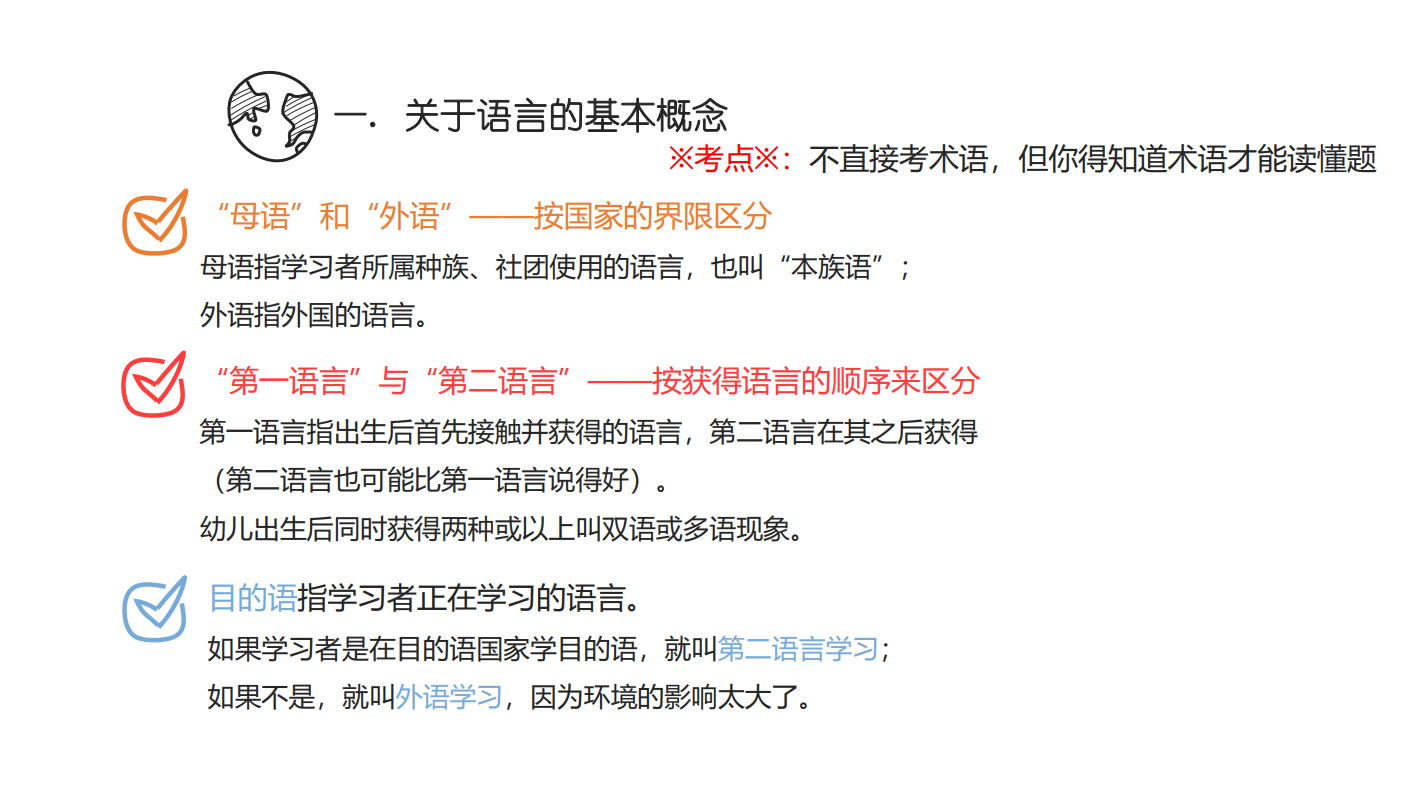 一. 关于语言的基本概念
※考点※：不直接考术语，但你得知道术语才能读懂题
“母语”和“外语”——按国家的界限区分
母语指学习者所属种族、社团使用的语言，也叫“本族语”；
外语指外国的语言。
“第一语言”与“第二语言”——按获得语言的顺序来区分
第一语言指出生后首先接触并获得的语言，第二语言在其之后获得
（第二语言也可能比第一语言说得好）。
幼儿出生后同时获得两种或以上叫双语或多语现象。
目的语指学习者正在学习的语言。
如果学习者是在目的语国家学目的语，就叫第二语言学习；
如果不是，就叫外语学习，因为环境的影响太大了。